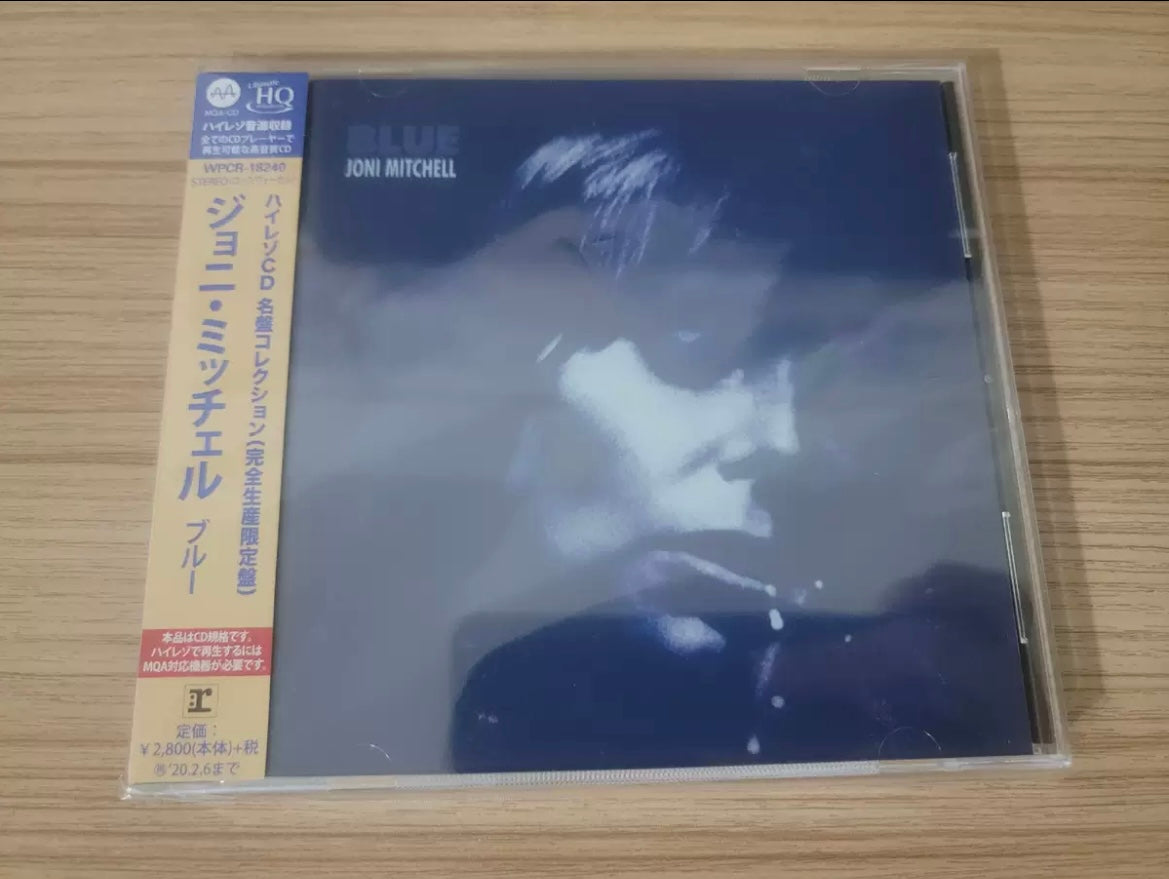 MQA-CD
Ultimate
HQ
ハイレゾ音源収録
全てのCDプレーヤーで
再生可能な高音質CD
WPCR-18240
ハイレゾCD 名盤コレクション(完全生産限定盤)
ジョニ・ミッチェル ブルー
本品はCD規格です。
ハイレゾで再生するには
MQA対応機器が必要です。
r
定価:
¥2,800(本体)+税
'20.2.6まで
BLUE
JONI MITCHELL